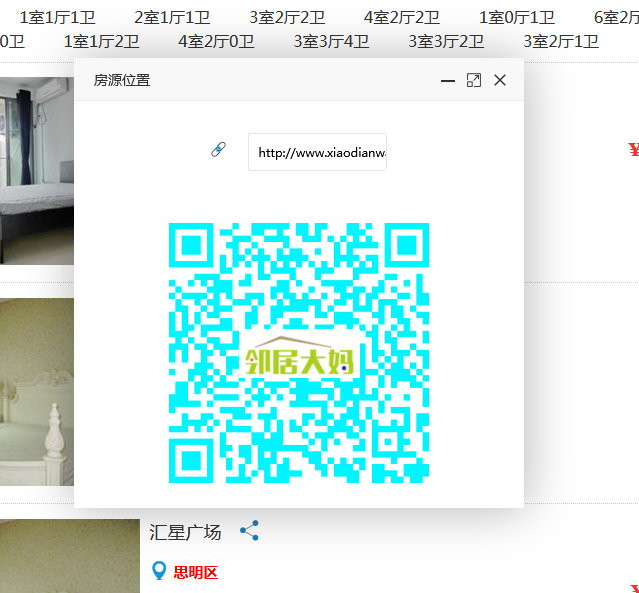 1室1厅1卫 2室1厅1卫 3室2厅2卫 4室2厅2卫 1室0厅1卫 6室2厅
0卫 1室1厅2卫 4室2厅0卫 3室3厅4卫 3室3厅2卫 3室2厅1卫
房源位置
http://www.xiaodianw
¥
邻居大妈
汇星广场
思明区
¥